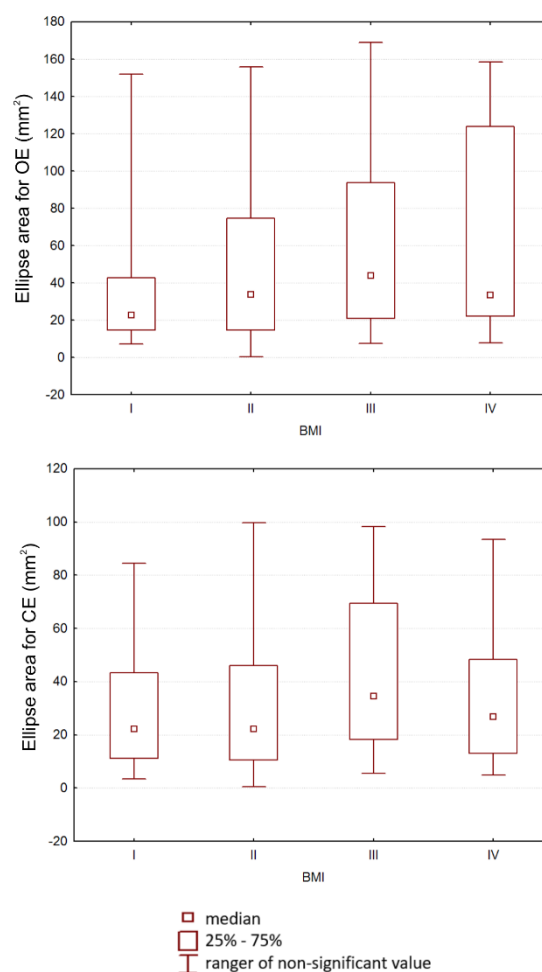 Ellipse area for OE (mm²)
180
160
140
120
100
80
60
40
20
0
-20
I II III IV
BMI
Ellipse area for CE (mm²)
120
100
80
60
40
20
0
-20
I II III IV
BMI
median
25% - 75%
ranger of non-significant value